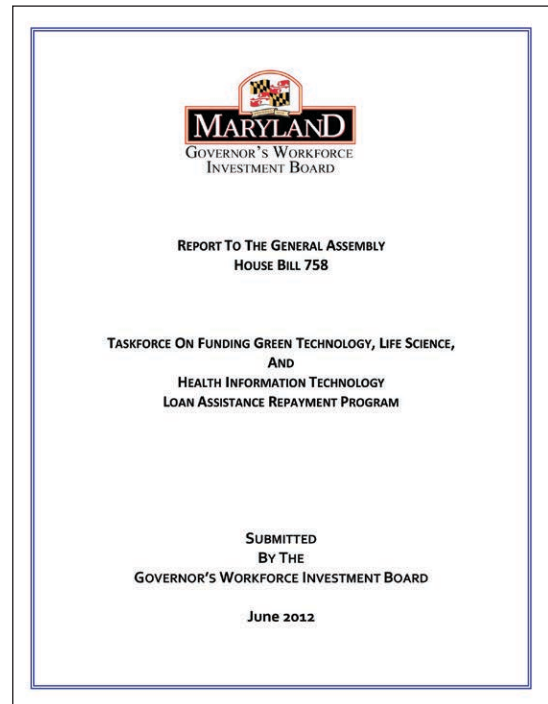 MARYLAND
GOVERNOR'S WORKFORCE
INVESTMENT BOARD
REPORT TO THE GENERAL ASSEMBLY
HOUSE BILL 758
TASKFORCE ON FUNDING GREEN TECHNOLOGY, LIFE SCIENCE,
AND
HEALTH INFORMATION TECHNOLOGY
LOAN ASSISTANCE REPAYMENT PROGRAM
SUBMITTED
BY THE
GOVERNOR'S WORKFORCE INVESTMENT BOARD
June 2012